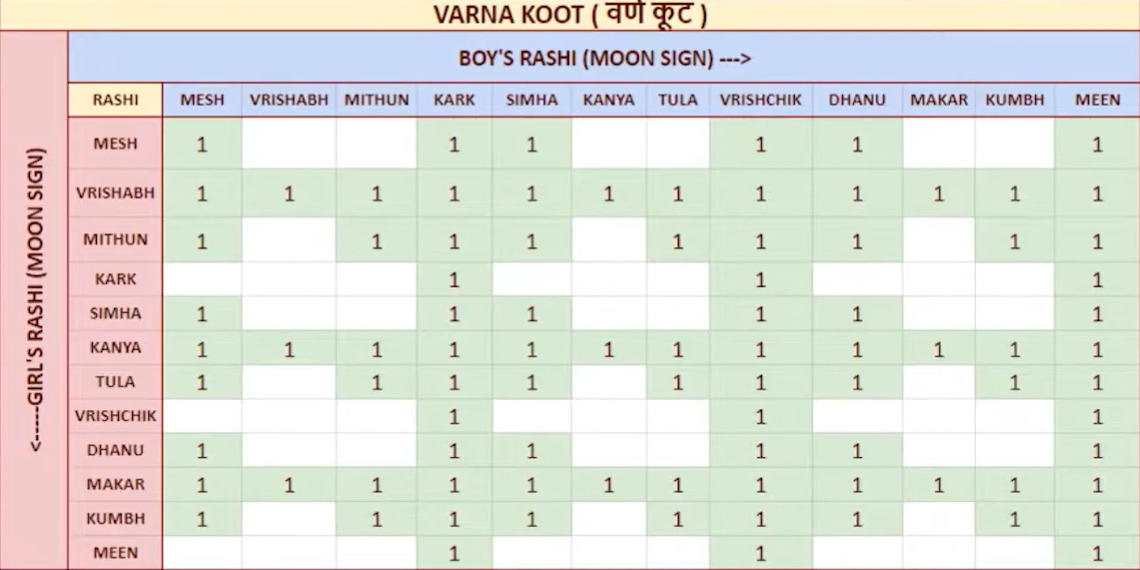 VARNA KOOT ( वर्ण कूट )
BOY'S RASHI (MOON SIGN) --->
<-----GIRL'S RASHI (MOON SIGN)
RASHI MESH VRISHABH MITHUN KARK SIMHA KANYA TULA VRISHCHIK DHANU MAKAR KUMBH MEEN
MESH 1 1 1 1 1 1
VRISHABH 1 1 1 1 1 1 1 1 1 1 1 1
MITHUN 1 1 1 1 1 1 1 1 1
KARK 1 1 1
SIMHA 1 1 1 1 1 1
KANYA 1 1 1 1 1 1 1 1 1 1 1 1
TULA 1 1 1 1 1 1 1 1 1
VRISHCHIK 1 1 1
DHANU 1 1 1 1 1 1
MAKAR 1 1 1 1 1 1 1 1 1 1 1 1
KUMBH 1 1 1 1 1 1 1 1 1
MEEN 1 1 1